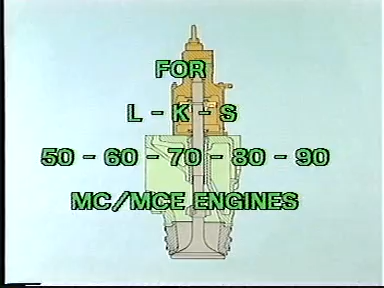 FOR
L - K - S
50 - 60 - 70 - 80 - 90
MC/MCE ENGINES